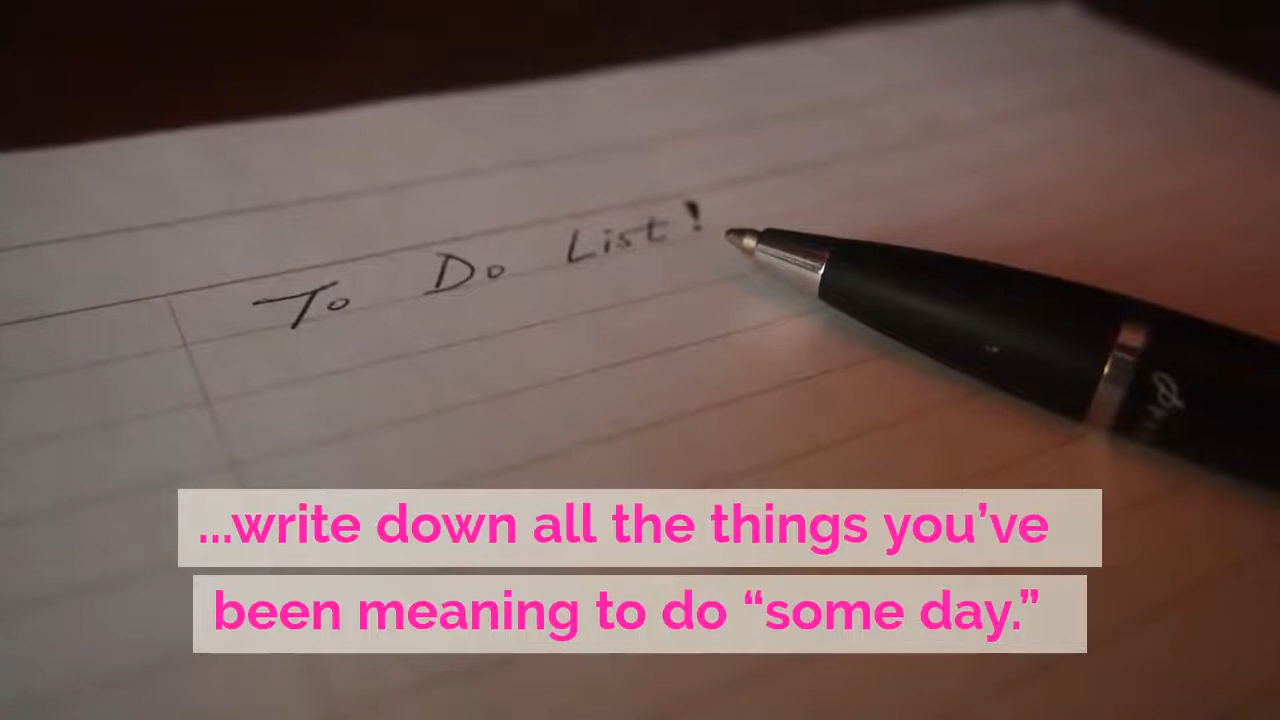 To Do List!
...write down all the things you’ve
been meaning to do “some day.”